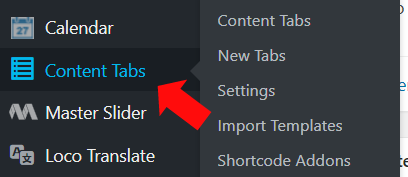 Calendar
Content Tabs
Master Slider
Loco Translate
Content Tabs
New Tabs
Settings
Import Templates
Shortcode Addons